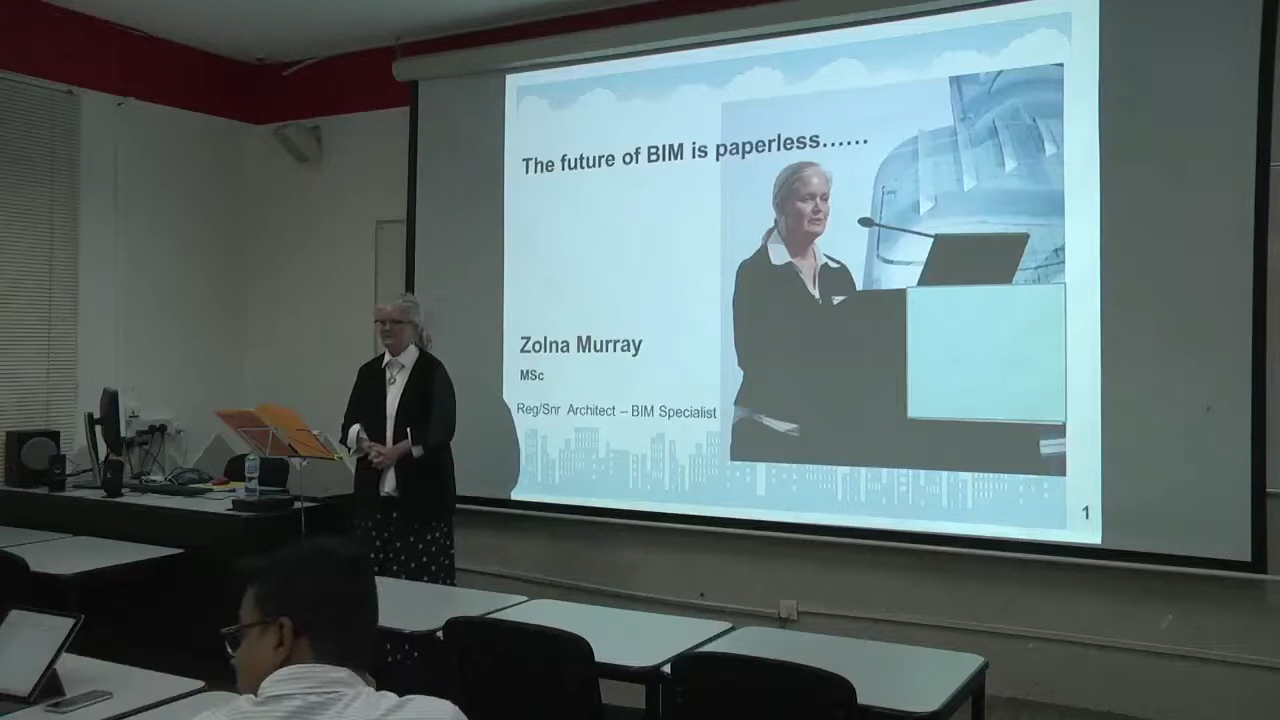 The future of BIM is paperless……
Zolna Murray
MSc
Reg/Snr Architect – BIM Specialist
1